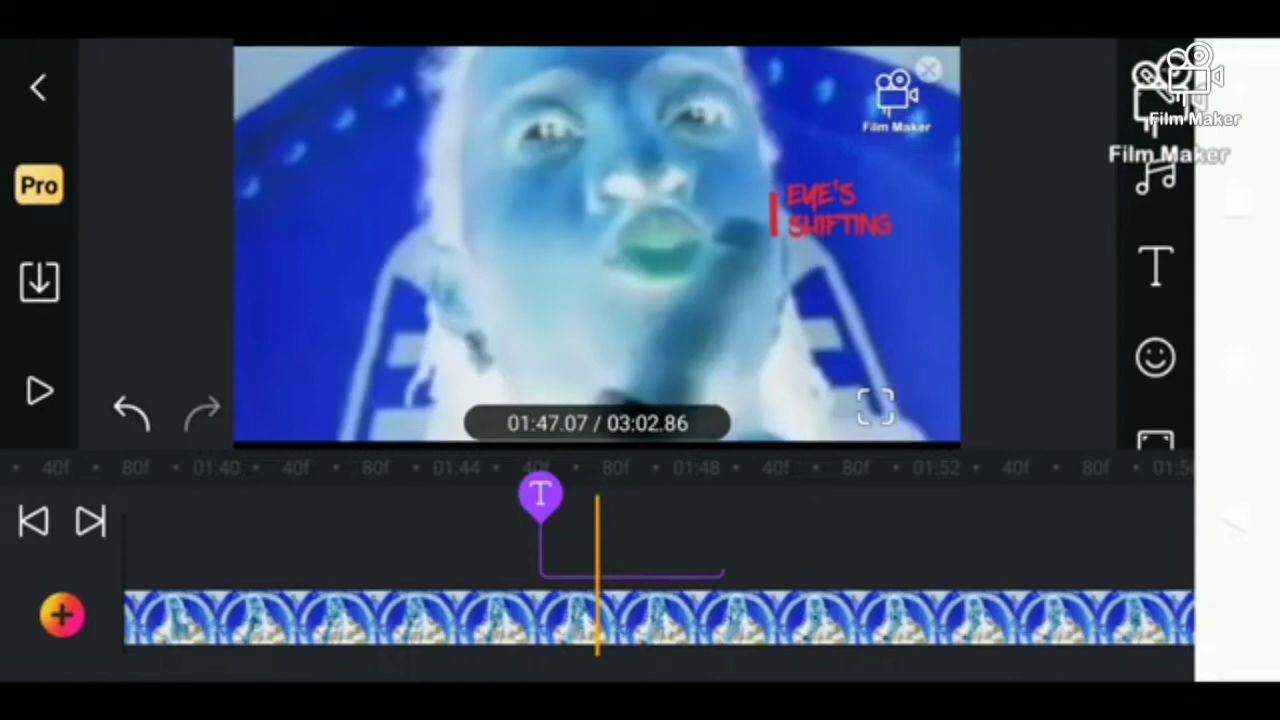 Pro
Film Maker
Film Maker
Film Maker
EYE'S
SHIFTING
01:47.07 / 03:02.86
40f 80f 01:40 40f 80f 01:44 40f 80f 01:48 40f 80f 01:52 40f 80f
T